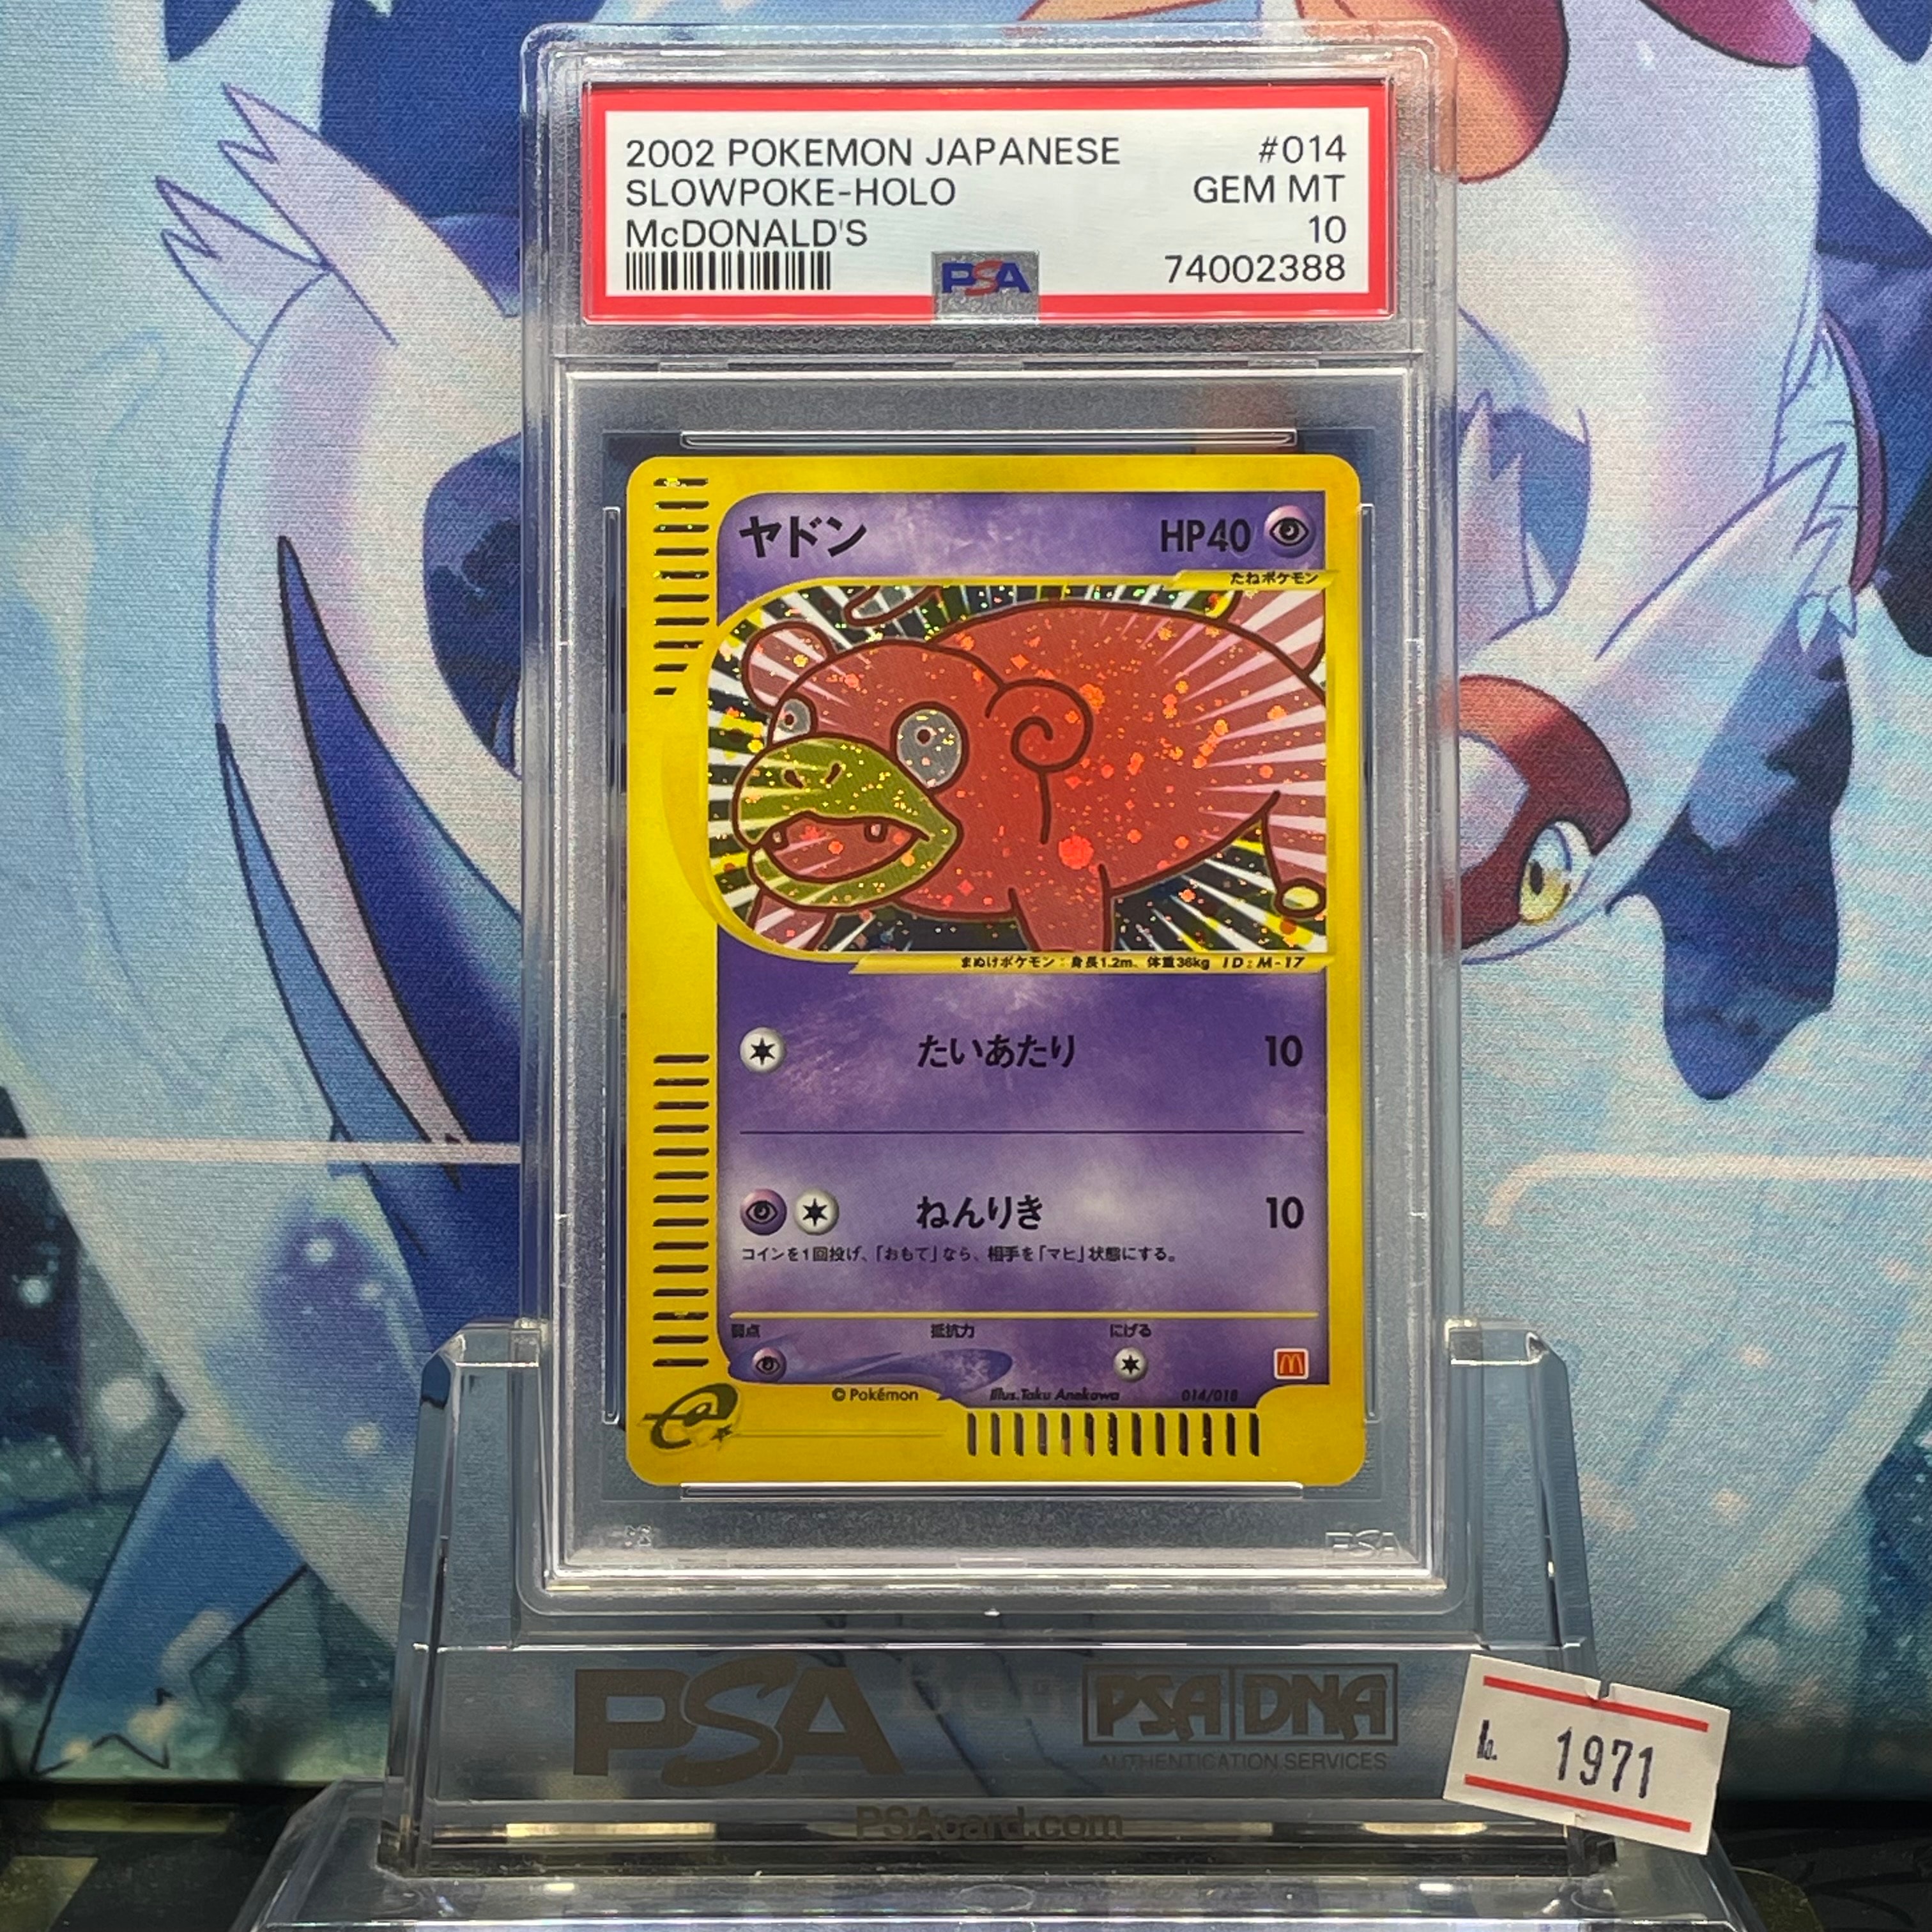 2002 POKEMON JAPANESE #014
SLOWPOKE-HOLO GEM MT
McDONALD'S 10
PSA 74002388
ヤドン HP40
たねポケモン
まぬけポケモン:身長1.2m、体重36kg ID:M-17
たいあたり 10
ねんりき 10
コインを1回投げ、「おもて」なら、相手を「マヒ」状態にする。
弱点 抵抗力 にげる
© Pokémon Illus.Taku Anekawa 014/018
e
PSA
PSA PSA DNA
AUTHENTICATION SERVICES
PSAcard.com
No. 1971